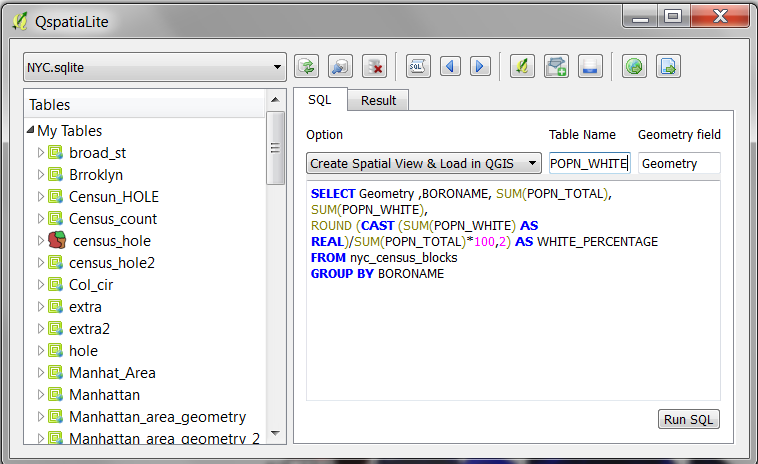 QspatiaLite
NYC.sqlite
SQL
Tables
My Tables
broad_st
Brroklyn
Censun_HOLE
Census_count
census_hole
census_hole2
Col_cir
extra
extra2
hole
Manhat_Area
Manhattan
Manhattan_area_geometry
Manhattan_area_geometry_2
SQL
Result
Option
Table Name
Geometry field
Create Spatial View & Load in QGIS
POPN_WHITE
Geometry
SELECT Geometry ,BORONAME, SUM(POPN_TOTAL),
SUM(POPN_WHITE),
ROUND (CAST (SUM(POPN_WHITE) AS
REAL)/SUM(POPN_TOTAL)*100,2) AS WHITE_PERCENTAGE
FROM nyc_census_blocks
GROUP BY BORONAME
Run SQL